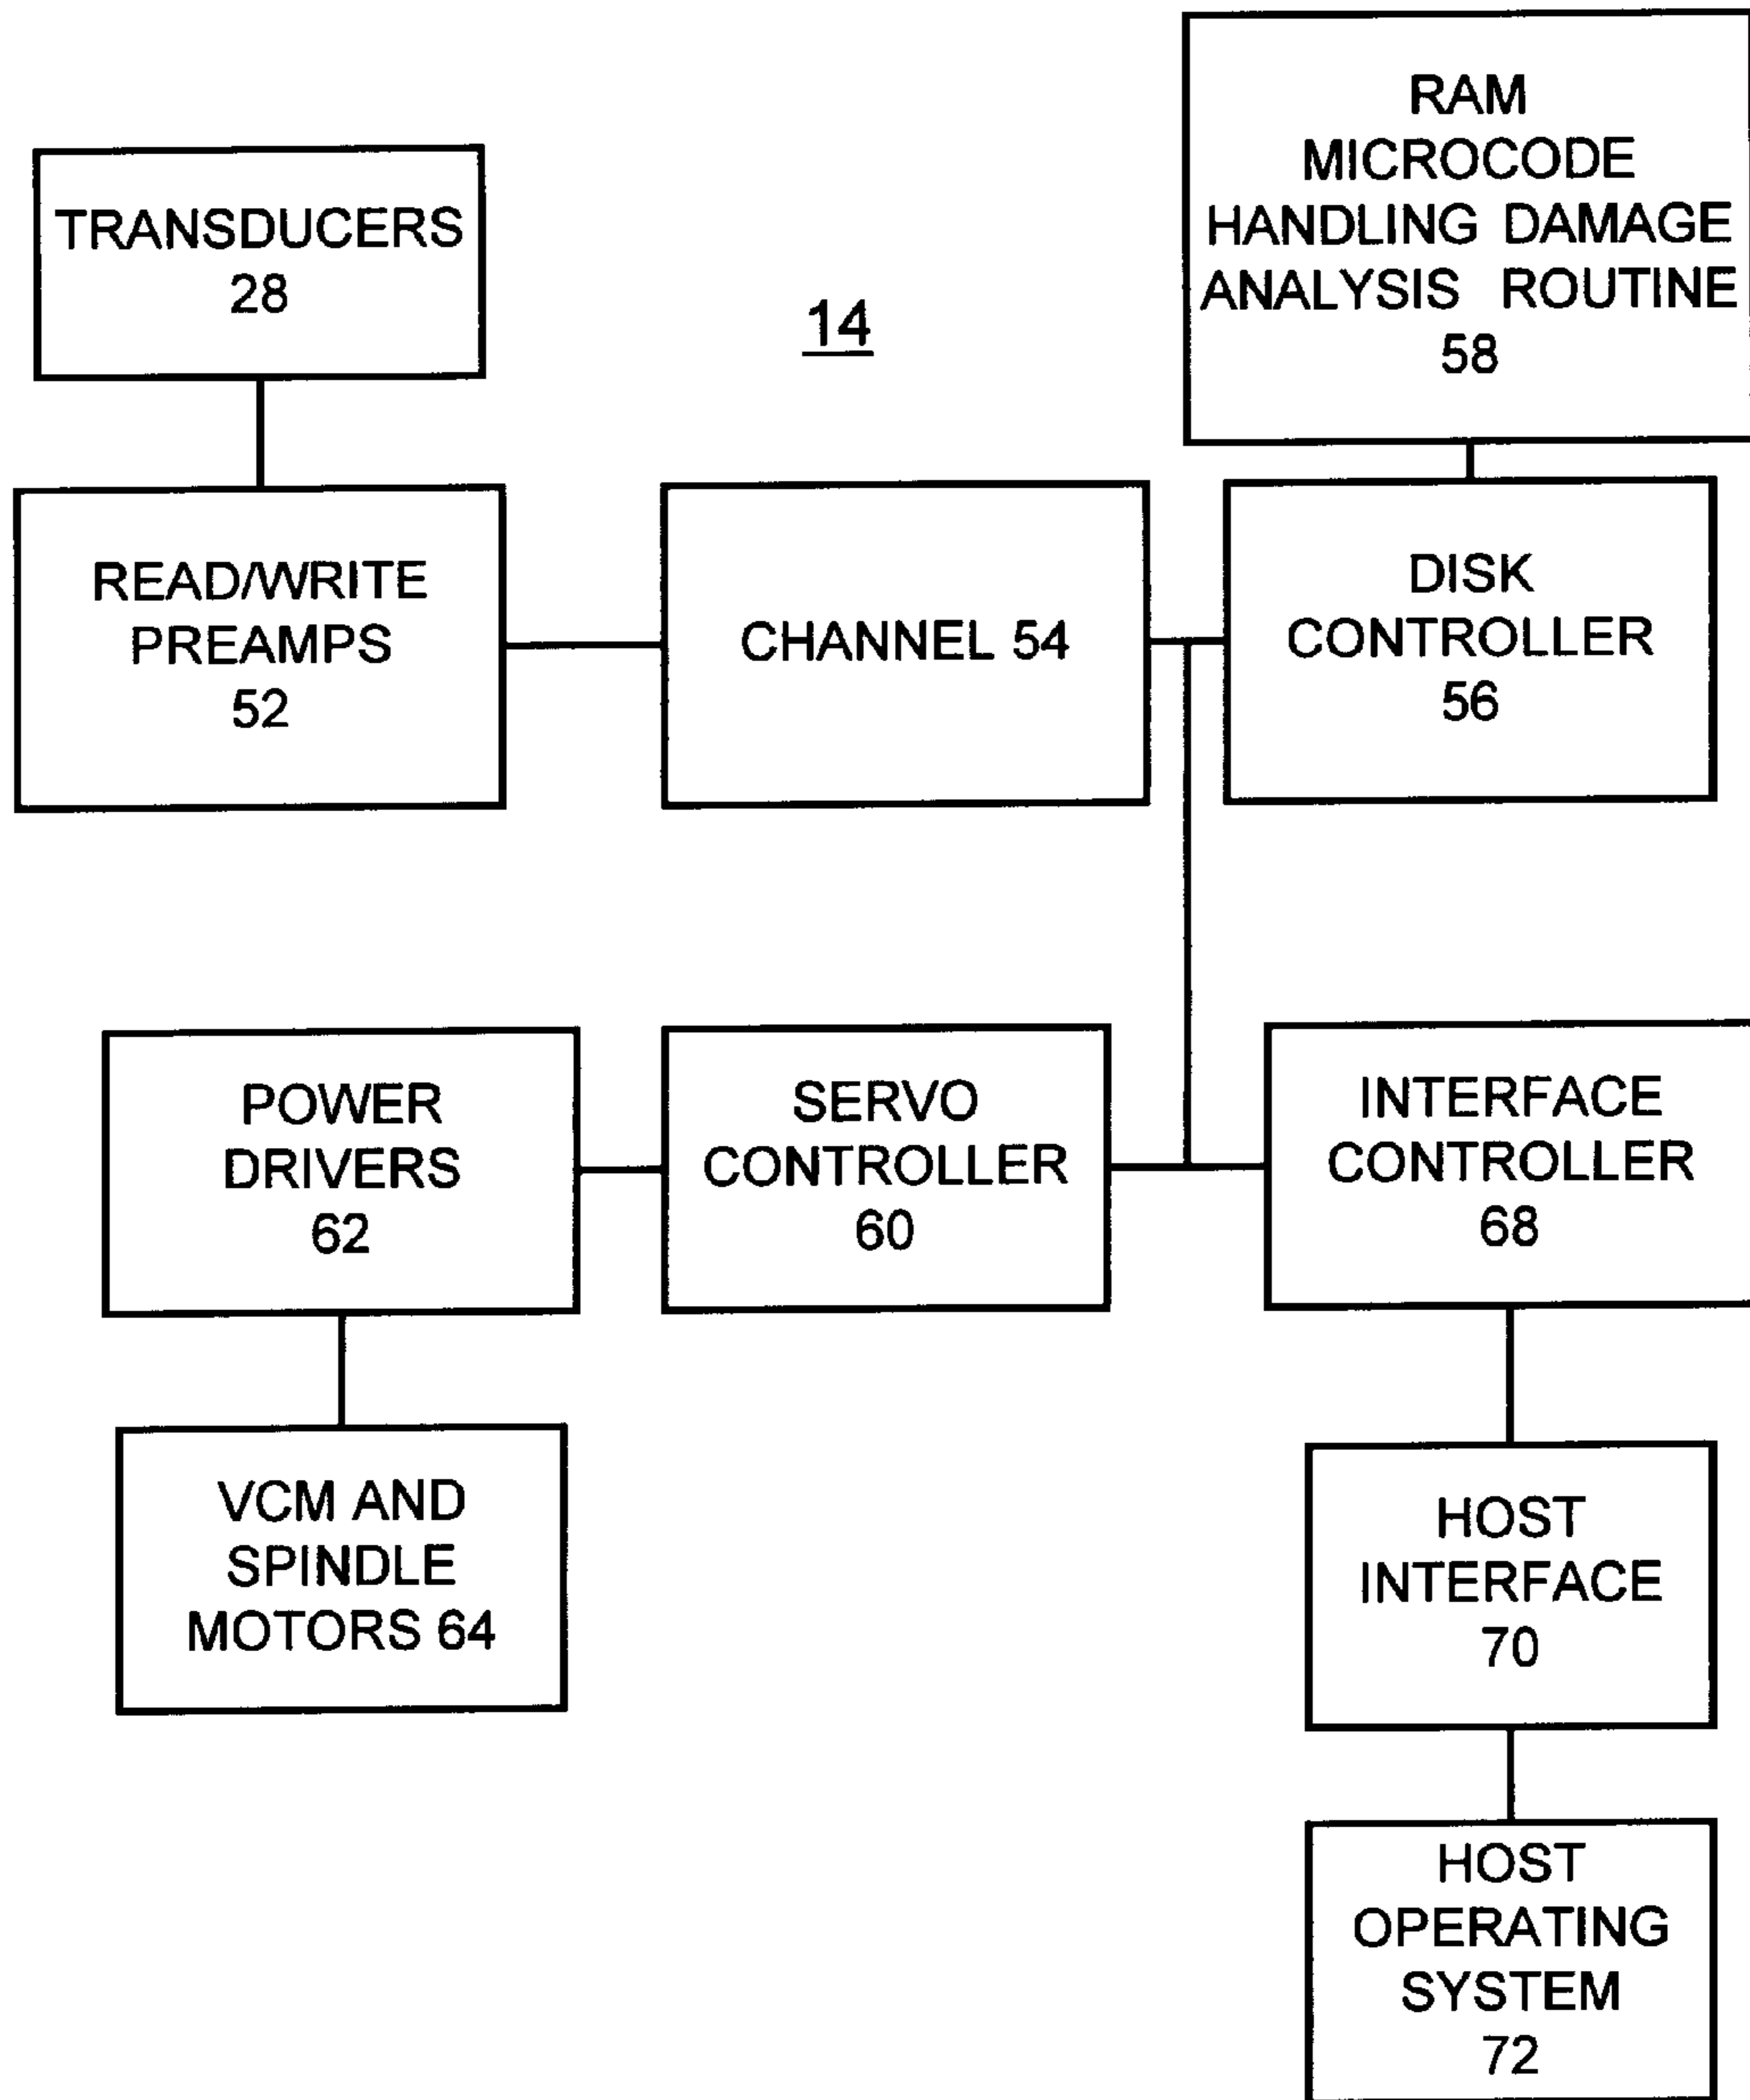 RAM
MICROCODE
HANDLING DAMAGE
ANALYSIS ROUTINE
58
TRANSDUCERS
28
14
READ/WRITE
PREAMPS
52
CHANNEL 54
DISK
CONTROLLER
56
POWER
DRIVERS
62
SERVO
CONTROLLER
60
INTERFACE
CONTROLLER
68
VCM AND
SPINDLE
MOTORS 64
HOST
INTERFACE
70
HOST
OPERATING
SYSTEM
72